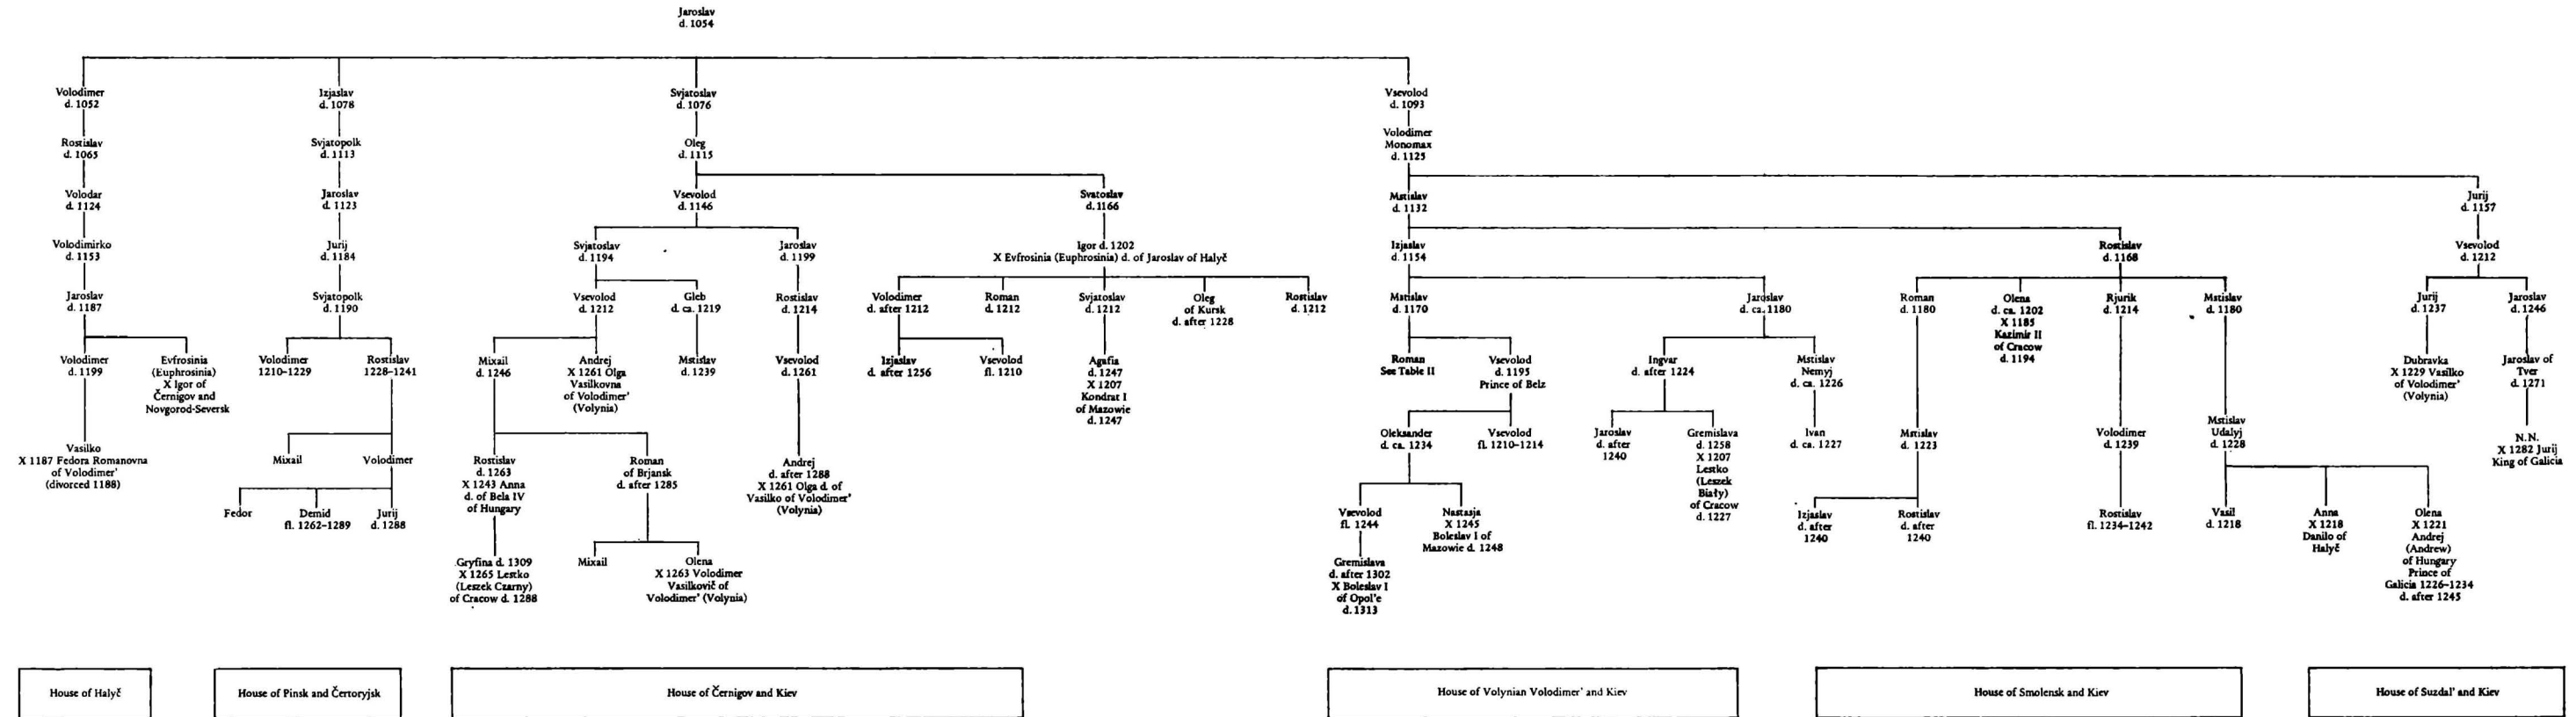 Jaroslav
d. 1054
Volodimer
d. 1052
Izjaslav
d. 1078
Svjatoslav
d. 1076
Vsevolod
d. 1093
Rostislav
d. 1065
Svjatopolk
d. 1113
Oleg
d. 1115
Volodimer
Monomax
d. 1125
Volodar
d. 1124
Jaroslav
d. 1123
Vsevolod
d. 1146
Svatoslav
d. 1166
Mstislav
d. 1132
Jurij
d. 1157
Volodimirko
d. 1153
Jurij
d. 1184
Svjatoslav
d. 1194
Jaroslav
d. 1199
Igor d. 1202
X Evfrosinia (Euphrosinia) d. of Jaroslav of Halyč
Izjaslav
d. 1154
Rostislav
d. 1168
Vsevolod
d. 1212
Jaroslav
d. 1187
Svjatopolk
d. 1190
Vsevolod
d. 1212
Gleb
d. ca. 1219
Rostislav
d. 1214
Volodimer
d. after 1212
Roman
d. 1212
Svjatoslav
d. 1212
Oleg
of Kursk
d. after 1228
Rostislav
d. 1212
Mstislav
d. 1170
Jaroslav
d. ca. 1180
Roman
d. 1180
Olena
d. ca. 1202
X 1185
Kazimir II
of Cracow
d. 1194
Rjurik
d. 1214
Mstislav
d. 1180
Jurij
d. 1237
Jaroslav
d. 1246
Volodimer
d. 1199
Evfrosinia
(Euphrosinia)
X Igor of
Černigov and
Novgorod-Seversk
Volodimer
1210–1229
Rostislav
1228–1241
Mixail
d. 1246
Andrej
X 1261 Olga
Vasilkovna
of Volodimer'
(Volynia)
Mstislav
d. 1239
Vsevolod
d. 1261
Izjaslav
d. after 1256
Vsevolod
fl. 1210
Agafia
d. 1247
X 1207
Kondrat I
of Mazowie
d. 1247
Roman
See Table II
Vsevolod
d. 1195
Prince of Belz
Ingvar
d. after 1224
Mstislav
Nemyj
d. ca. 1226
Dubravka
X 1229 Vasilko
of Volodimer'
(Volynia)
Jaroslav of
Tver
d. 1271
Vasilko
X 1187 Fedora Romanovna
of Volodimer'
(divorced 1188)
Mixail
Volodimer
Rostislav
d. 1263
X 1243 Anna
d. of Bela IV
of Hungary
Roman
of Brjansk
d. after 1285
Andrej
d. after 1288
X 1261 Olga d. of
Vasilko of Volodimer'
(Volynia)
Oleksander
d. ca. 1234
Vsevolod
fl. 1210–1214
Jaroslav
d. after
1240
Gremislava
d. 1258
X 1207
Lestko
(Leszek
Biały)
of Cracow
d. 1227
Ivan
d. ca. 1227
Mstislav
d. 1223
Volodimer
d. 1239
Mstislav
Udalyj
d. 1228
N.N.
X 1282 Jurij
King of Galicia
Fedor
Demid
fl. 1262–1289
Jurij
d. 1288
Vsevolod
fl. 1244
Nastasja
X 1245
Boleslav I of
Mazowie d. 1248
Izjaslav
d. after
1240
Rostislav
d. after
1240
Rostislav
fl. 1234–1242
Vasil
d. 1218
Anna
X 1218
Danilo of
Halyč
Olena
X 1221
Andrej
(Andrew)
of Hungary
Prince of
Galicia 1226–1234
d. after 1245
Gryfina d. 1309
X 1265 Lestko
(Leszek Czarny)
of Cracow d. 1288
Mixail
Olena
X 1263 Volodimer
Vasilkovič of
Volodimer' (Volynia)
Gremislava
d. after 1302
X Boleslav I
of Opol'e
d. 1313
House of Halyč
House of Pinsk and Čertoryjsk
House of Černigov and Kiev
House of Volynian Volodimer' and Kiev
House of Smolensk and Kiev
House of Suzdal' and Kiev